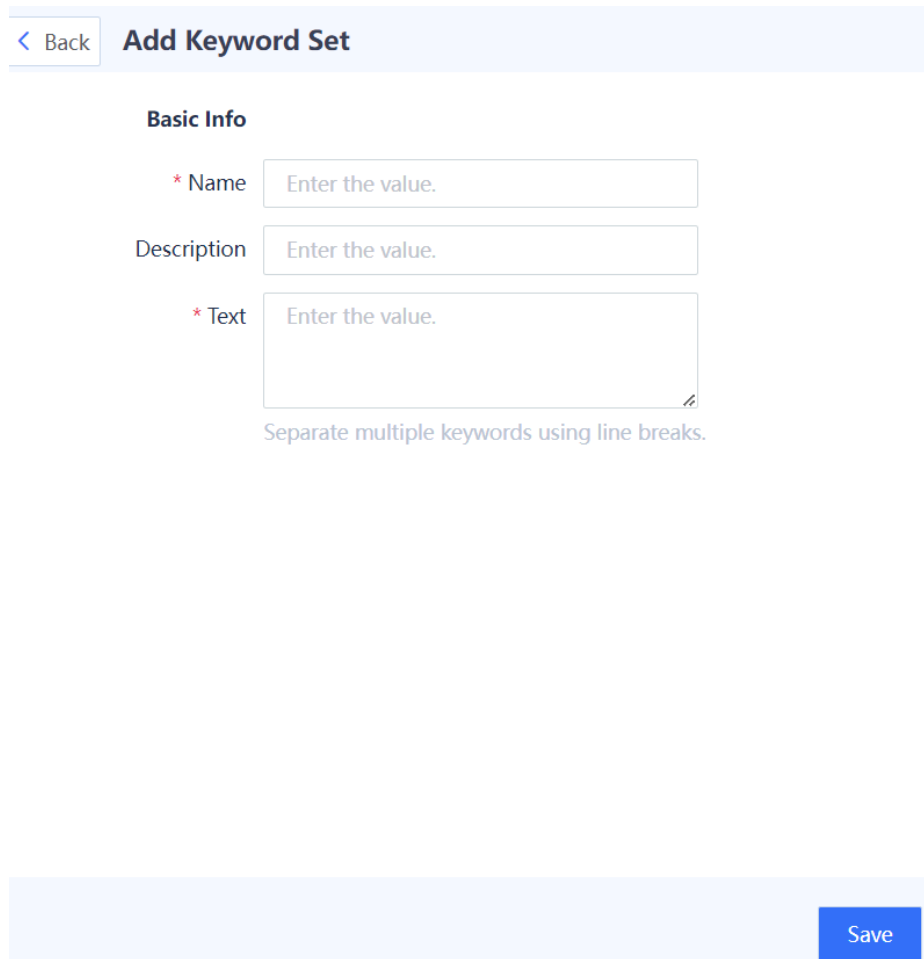 Back Add Keyword Set
Basic Info
* Name Enter the value.
Description Enter the value.
* Text Enter the value.
Separate multiple keywords using line breaks.
Save